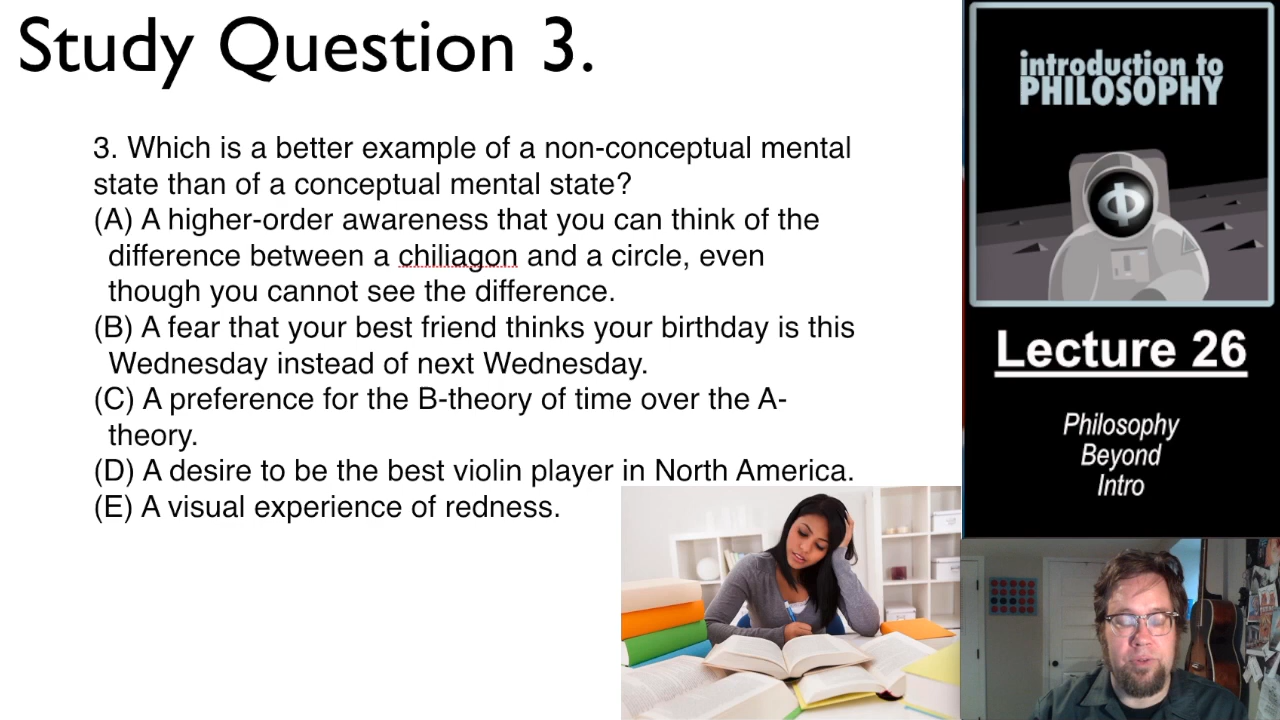 Study Question 3.
3. Which is a better example of a non-conceptual mental
state than of a conceptual mental state?
(A) A higher-order awareness that you can think of the
difference between a chiliagon and a circle, even
though you cannot see the difference.
(B) A fear that your best friend thinks your birthday is this
Wednesday instead of next Wednesday.
(C) A preference for the B-theory of time over the A-
theory.
(D) A desire to be the best violin player in North America.
(E) A visual experience of redness.
introduction to
PHILOSOPHY
Lecture 26
Philosophy
Beyond
Intro